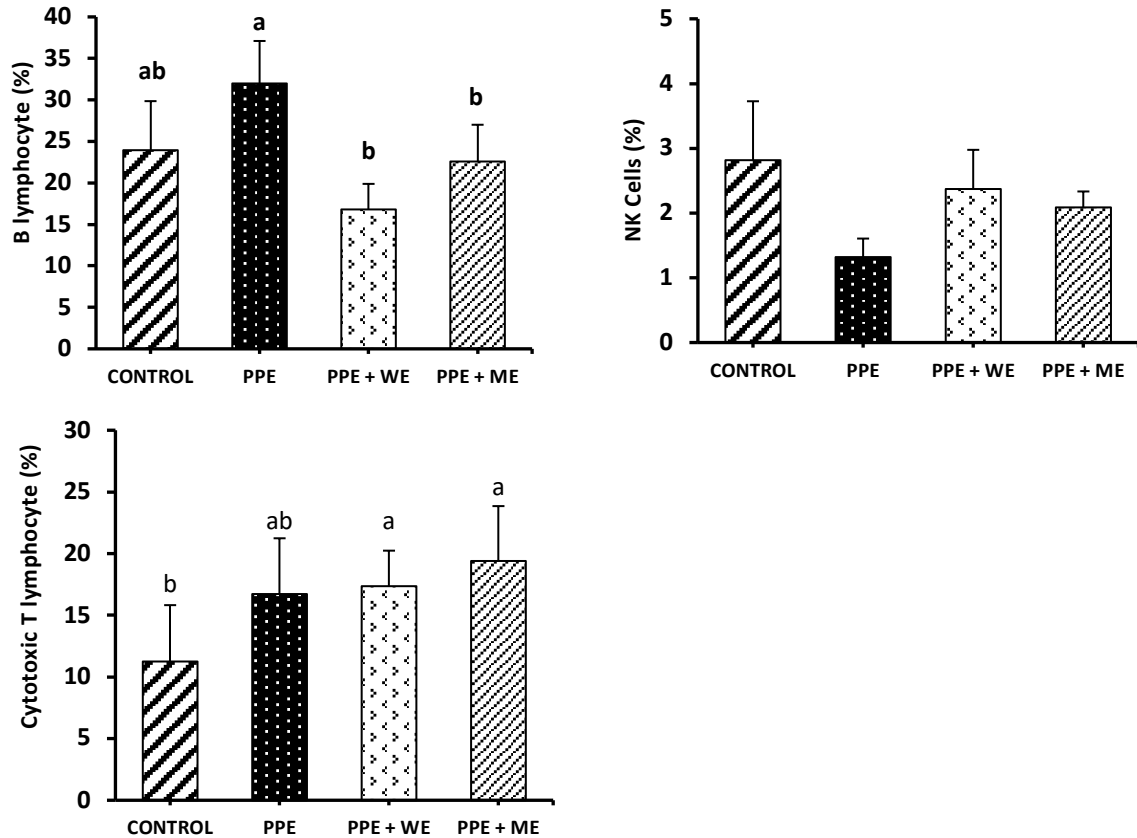 B lymphocyte (%)
40
35
30
25
20
15
10
5
0
ab
a
b
b
CONTROL PPE PPE + WE PPE + ME
NK Cells (%)
5
4
3
2
1
0
CONTROL PPE PPE + WE PPE + ME
Cytotoxic T lymphocyte (%)
30
25
20
15
10
5
0
b
ab
a
a
CONTROL PPE PPE + WE PPE + ME